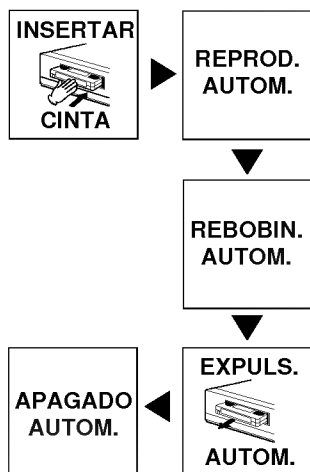 INSERTAR
CINTA
REPROD.
AUTOM.
REBOBIN.
AUTOM.
EXPULS.
AUTOM.
APAGADO
AUTOM.